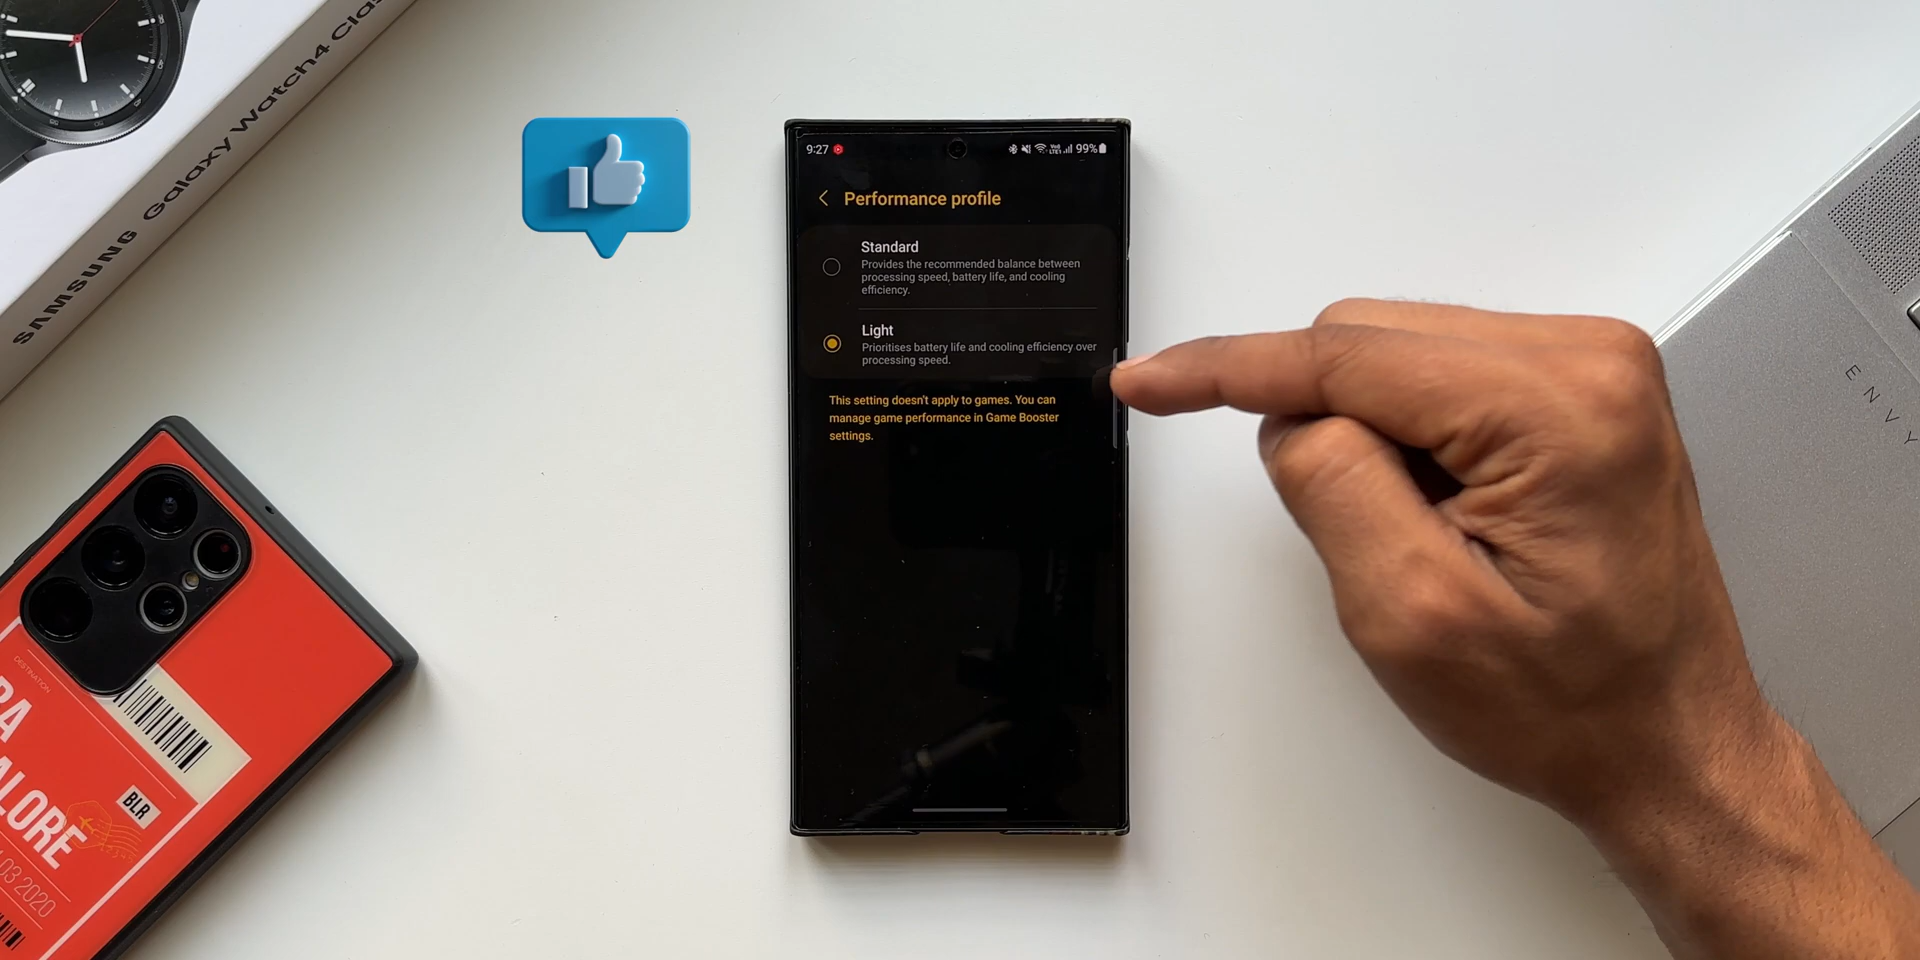 SAMSUNG Galaxy Watch4
9:27
99%
Performance profile
Standard
Provides the recommended balance between
processing speed, battery life, and cooling
efficiency.
Light
Prioritises battery life and cooling efficiency over
processing speed.
This setting doesn't apply to games. You can
manage game performance in Game Booster
settings.
ENVY
DESTINATION
BLR
03 2020